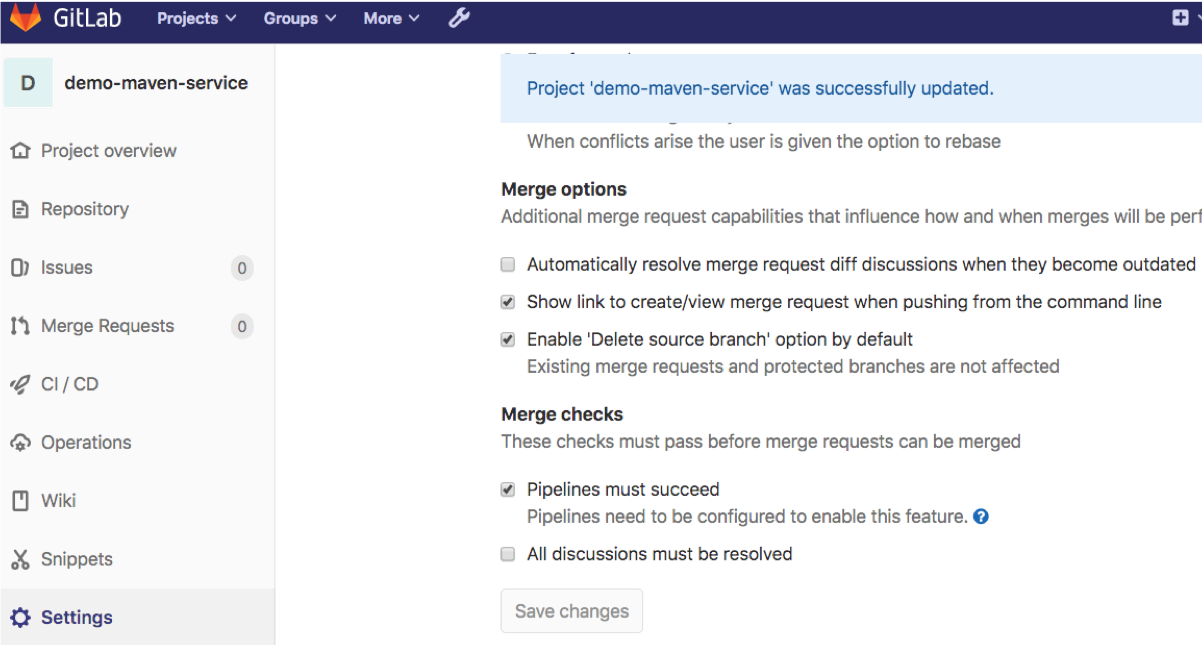 GitLab Projects Groups More
D demo-maven-service
Project overview
Repository
Issues 0
Merge Requests 0
CI / CD
Operations
Wiki
Snippets
Settings
Project 'demo-maven-service' was successfully updated.
When conflicts arise the user is given the option to rebase
Merge options
Additional merge request capabilities that influence how and when merges will be
Automatically resolve merge request diff discussions when they become outdated
Show link to create/view merge request when pushing from the command line
Enable 'Delete source branch' option by default
Existing merge requests and protected branches are not affected
Merge checks
These checks must pass before merge requests can be merged
Pipelines must succeed
Pipelines need to be configured to enable this feature. ?
All discussions must be resolved
Save changes